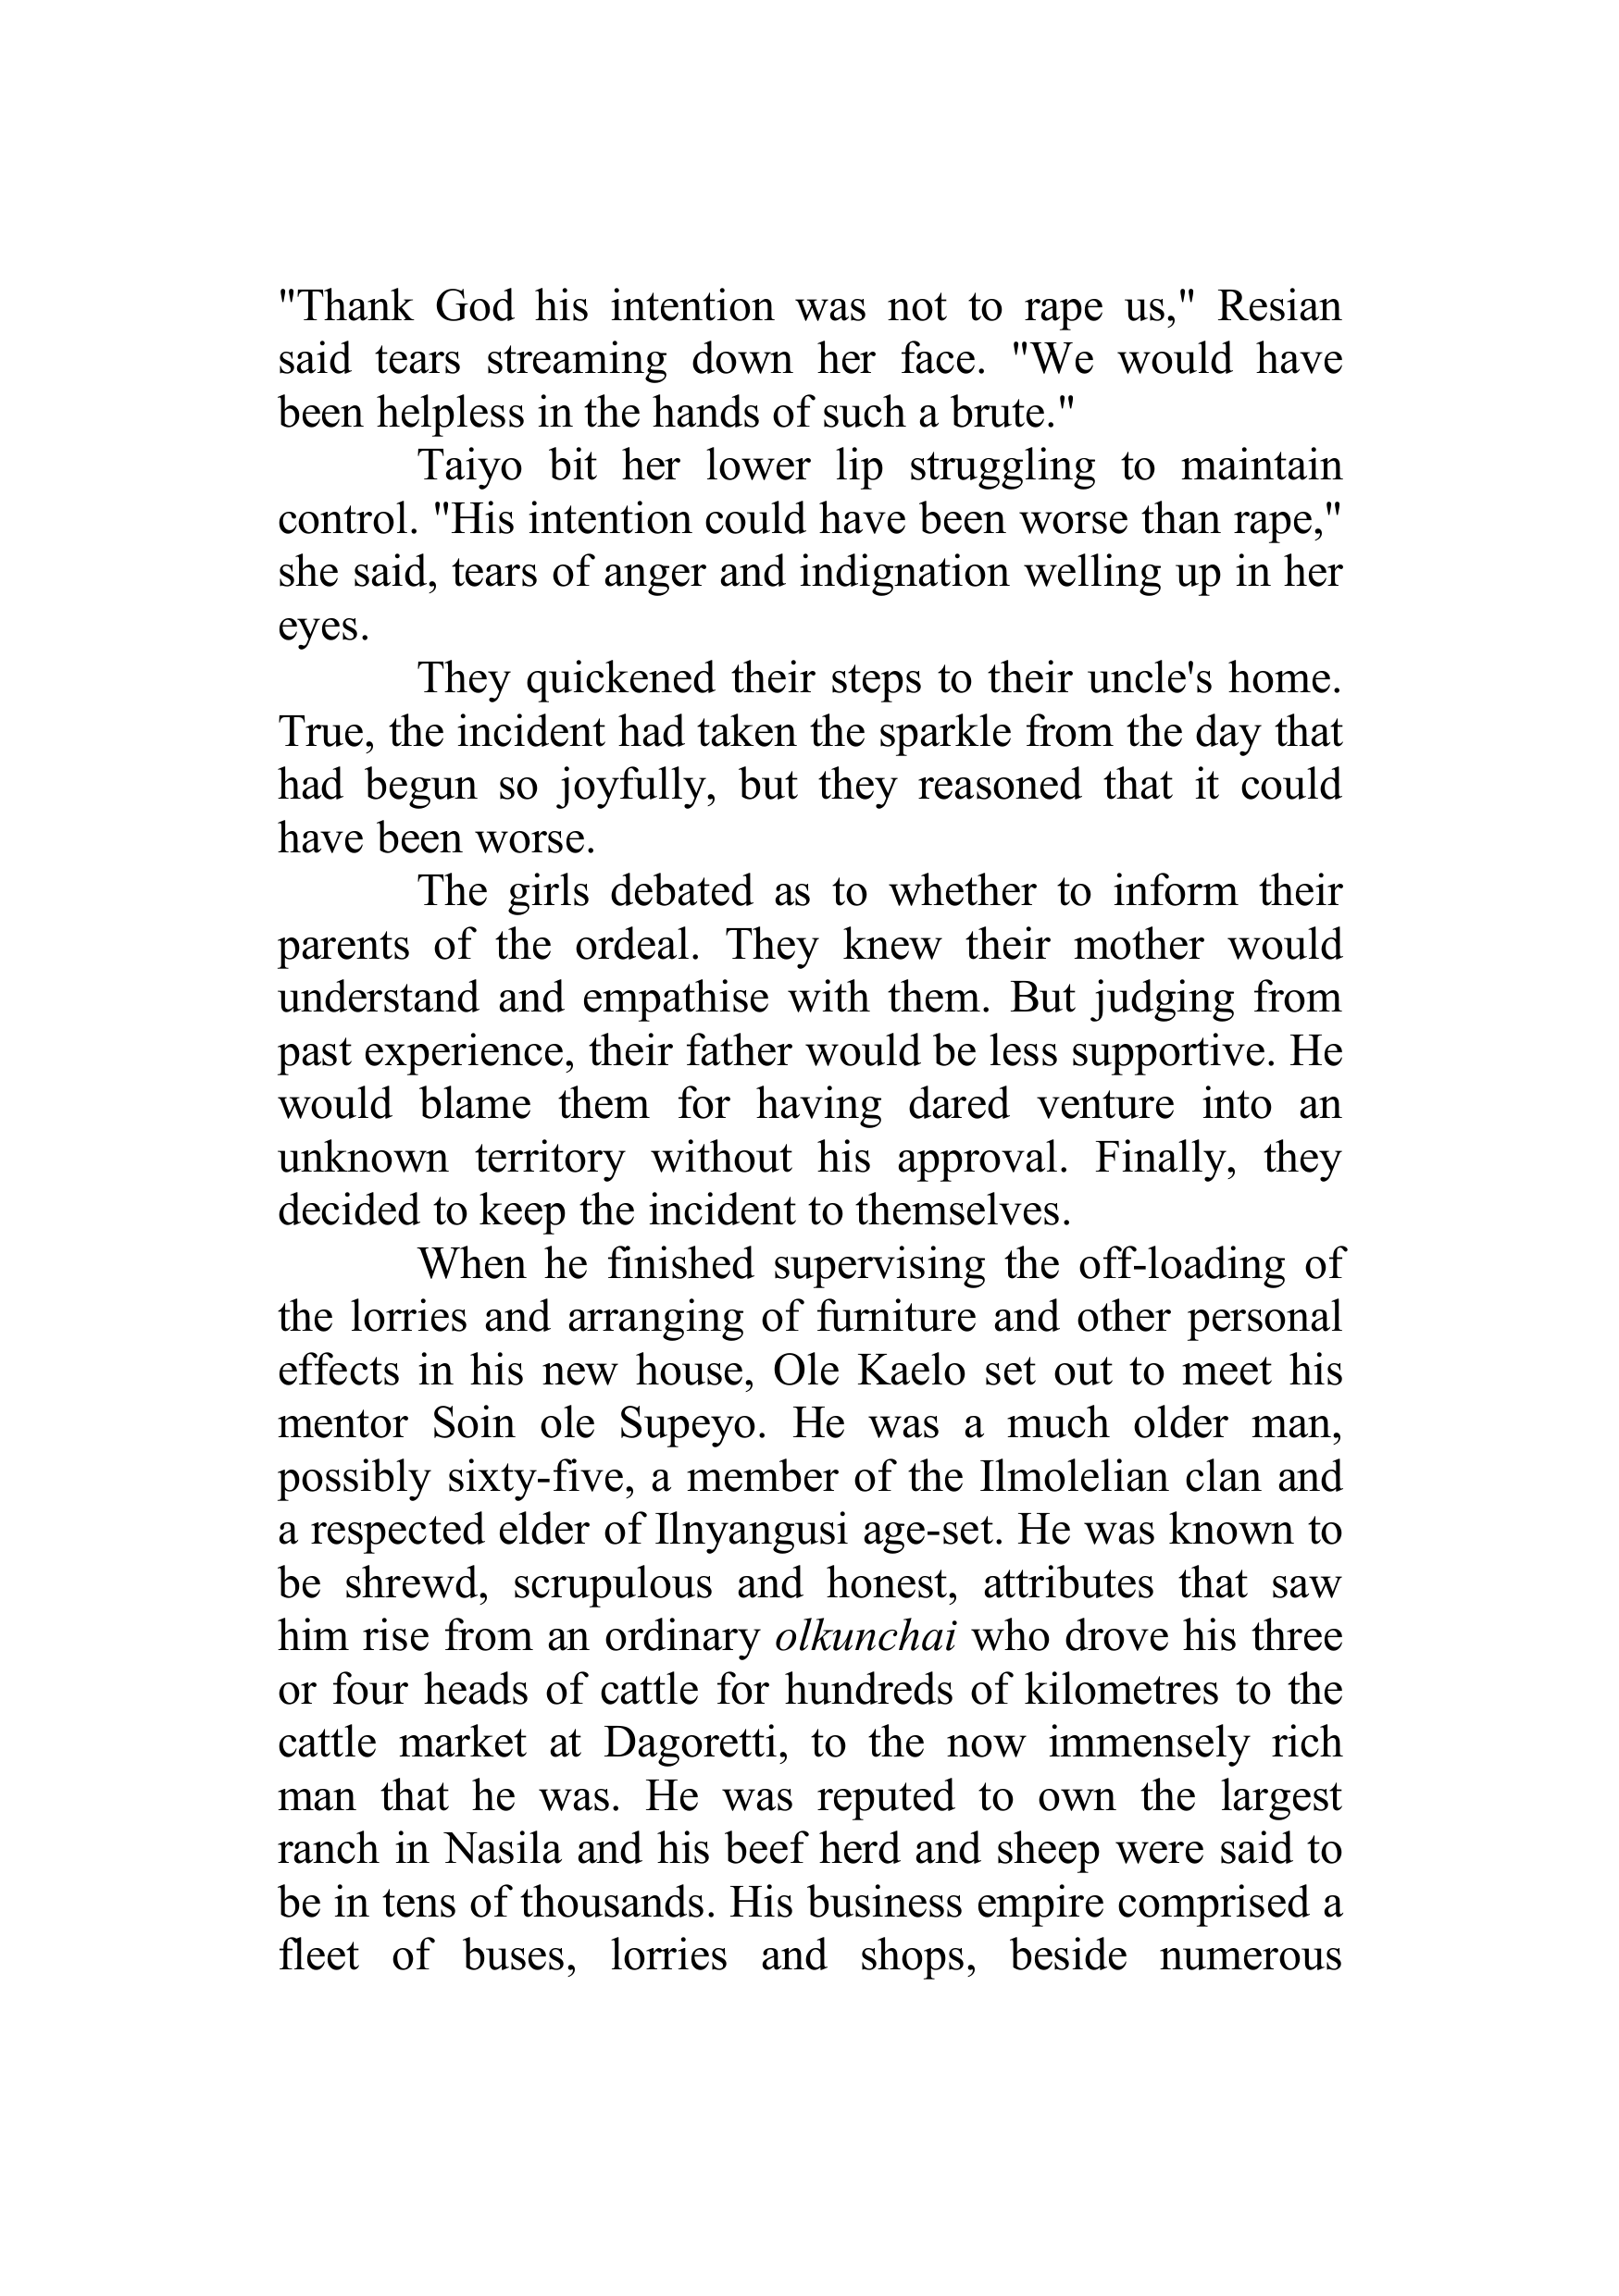 "Thank God his intention was not to rape us," Resian
said tears streaming down her face. "We would have
been helpless in the hands of such a brute."
Taiyo bit her lower lip struggling to maintain
control. "His intention could have been worse than rape,"
she said, tears of anger and indignation welling up in her
eyes.
They quickened their steps to their uncle's home.
True, the incident had taken the sparkle from the day that
had begun so joyfully, but they reasoned that it could
have been worse.
The girls debated as to whether to inform their
parents of the ordeal. They knew their mother would
understand and empathise with them. But judging from
past experience, their father would be less supportive. He
would blame them for having dared venture into an
unknown territory without his approval. Finally, they
decided to keep the incident to themselves.
When he finished supervising the off-loading of
the lorries and arranging of furniture and other personal
effects in his new house, Ole Kaelo set out to meet his
mentor Soin ole Supeyo. He was a much older man,
possibly sixty-five, a member of the Ilmolelian clan and
a respected elder of Ilnyangusi age-set. He was known to
be shrewd, scrupulous and honest, attributes that saw
him rise from an ordinary olkunchai who drove his three
or four heads of cattle for hundreds of kilometres to the
cattle market at Dagoretti, to the now immensely rich
man that he was. He was reputed to own the largest
ranch in Nasila and his beef herd and sheep were said to
be in tens of thousands. His business empire comprised a
fleet of buses, lorries and shops, beside numerous